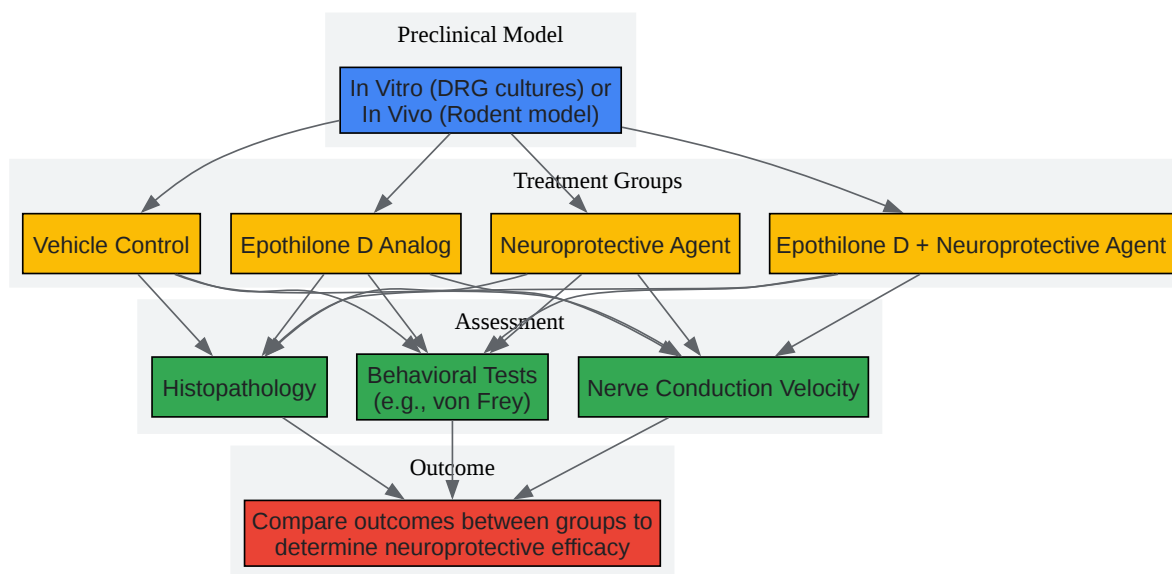 Preclinical Model
In Vitro (DRG cultures) or
In Vivo (Rodent model)
Treatment Groups
Vehicle Control
Epothilone D Analog
Neuroprotective Agent
Epothilone D + Neuroprotective Agent
Assessment
Histopathology
Behavioral Tests
(e.g., von Frey)
Nerve Conduction Velocity
Outcome
Compare outcomes between groups to
determine neuroprotective efficacy